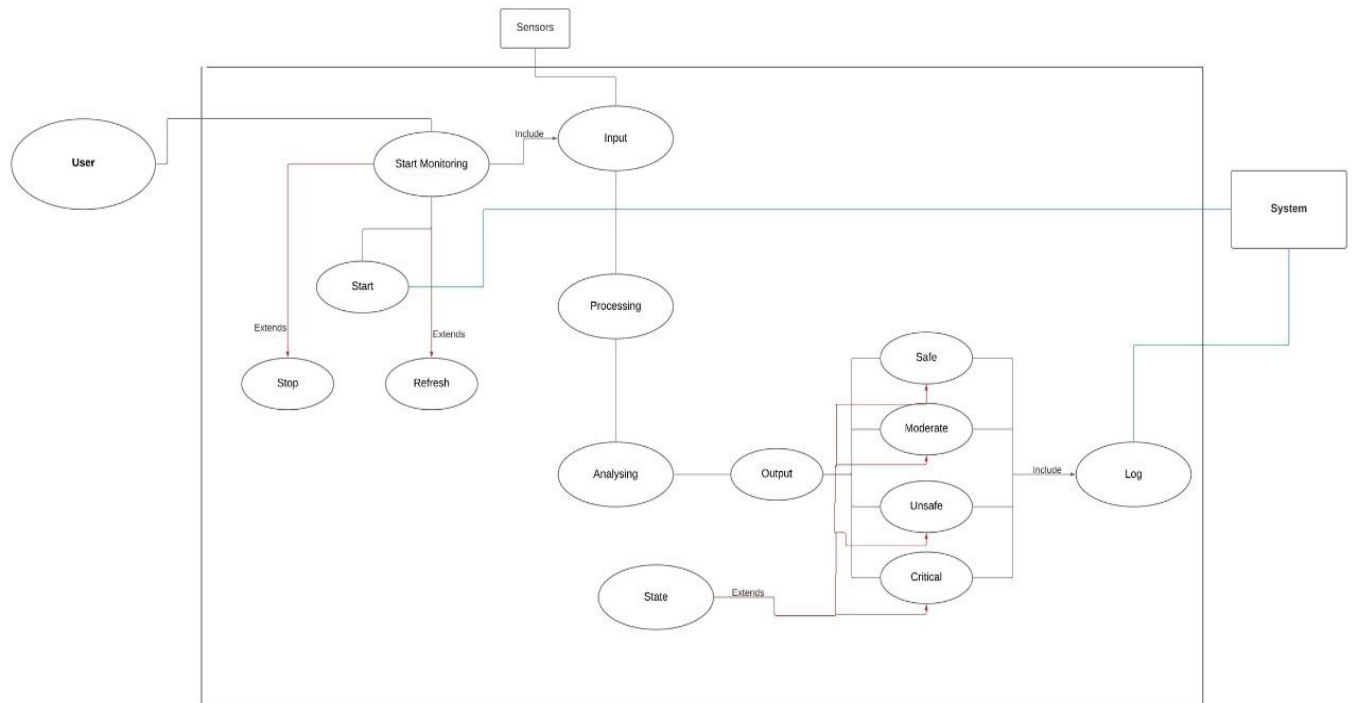 Sensors
User
Start Monitoring
Include
Input
System
Start
Processing
Extends
Extends
Stop
Refresh
Safe
Moderate
Analysing
Output
Include
Log
Unsafe
Critical
State
Extends